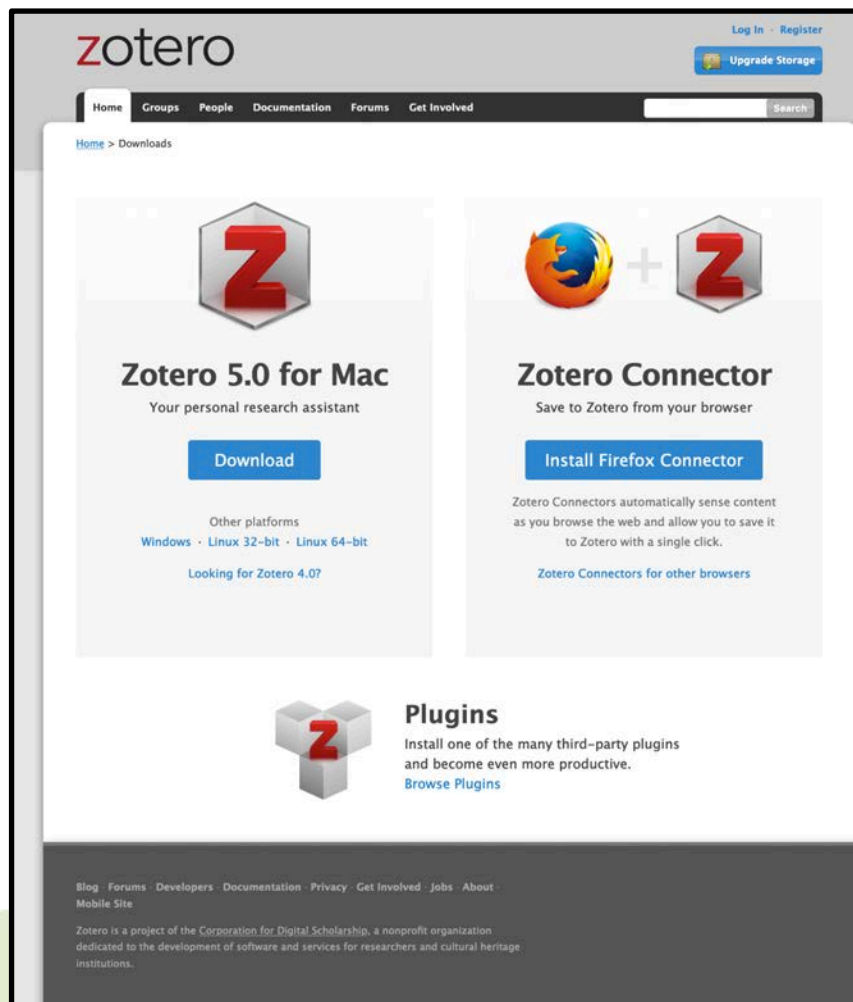 zotero
Log In · Register
Upgrade Storage
Home Groups People Documentation Forums Get Involved
Search
Home > Downloads
Z
Zotero 5.0 for Mac
Your personal research assistant
Download
Other platforms
Windows · Linux 32-bit · Linux 64-bit
Looking for Zotero 4.0?
+ Z
Zotero Connector
Save to Zotero from your browser
Install Firefox Connector
Zotero Connectors automatically sense content
as you browse the web and allow you to save it
to Zotero with a single click.
Zotero Connectors for other browsers
Z
Plugins
Install one of the many third-party plugins
and become even more productive.
Browse Plugins
Blog · Forums · Developers · Documentation · Privacy · Get Involved · Jobs · About ·
Mobile Site
Zotero is a project of the Corporation for Digital Scholarship, a nonprofit organization
dedicated to the development of software and services for researchers and cultural heritage
institutions.